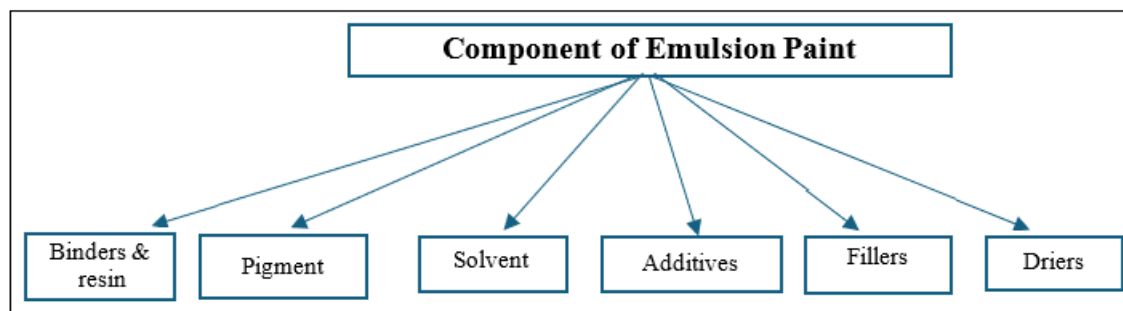 Component of Emulsion Paint
Binders &
resin
Pigment
Solvent
Additives
Fillers
Driers